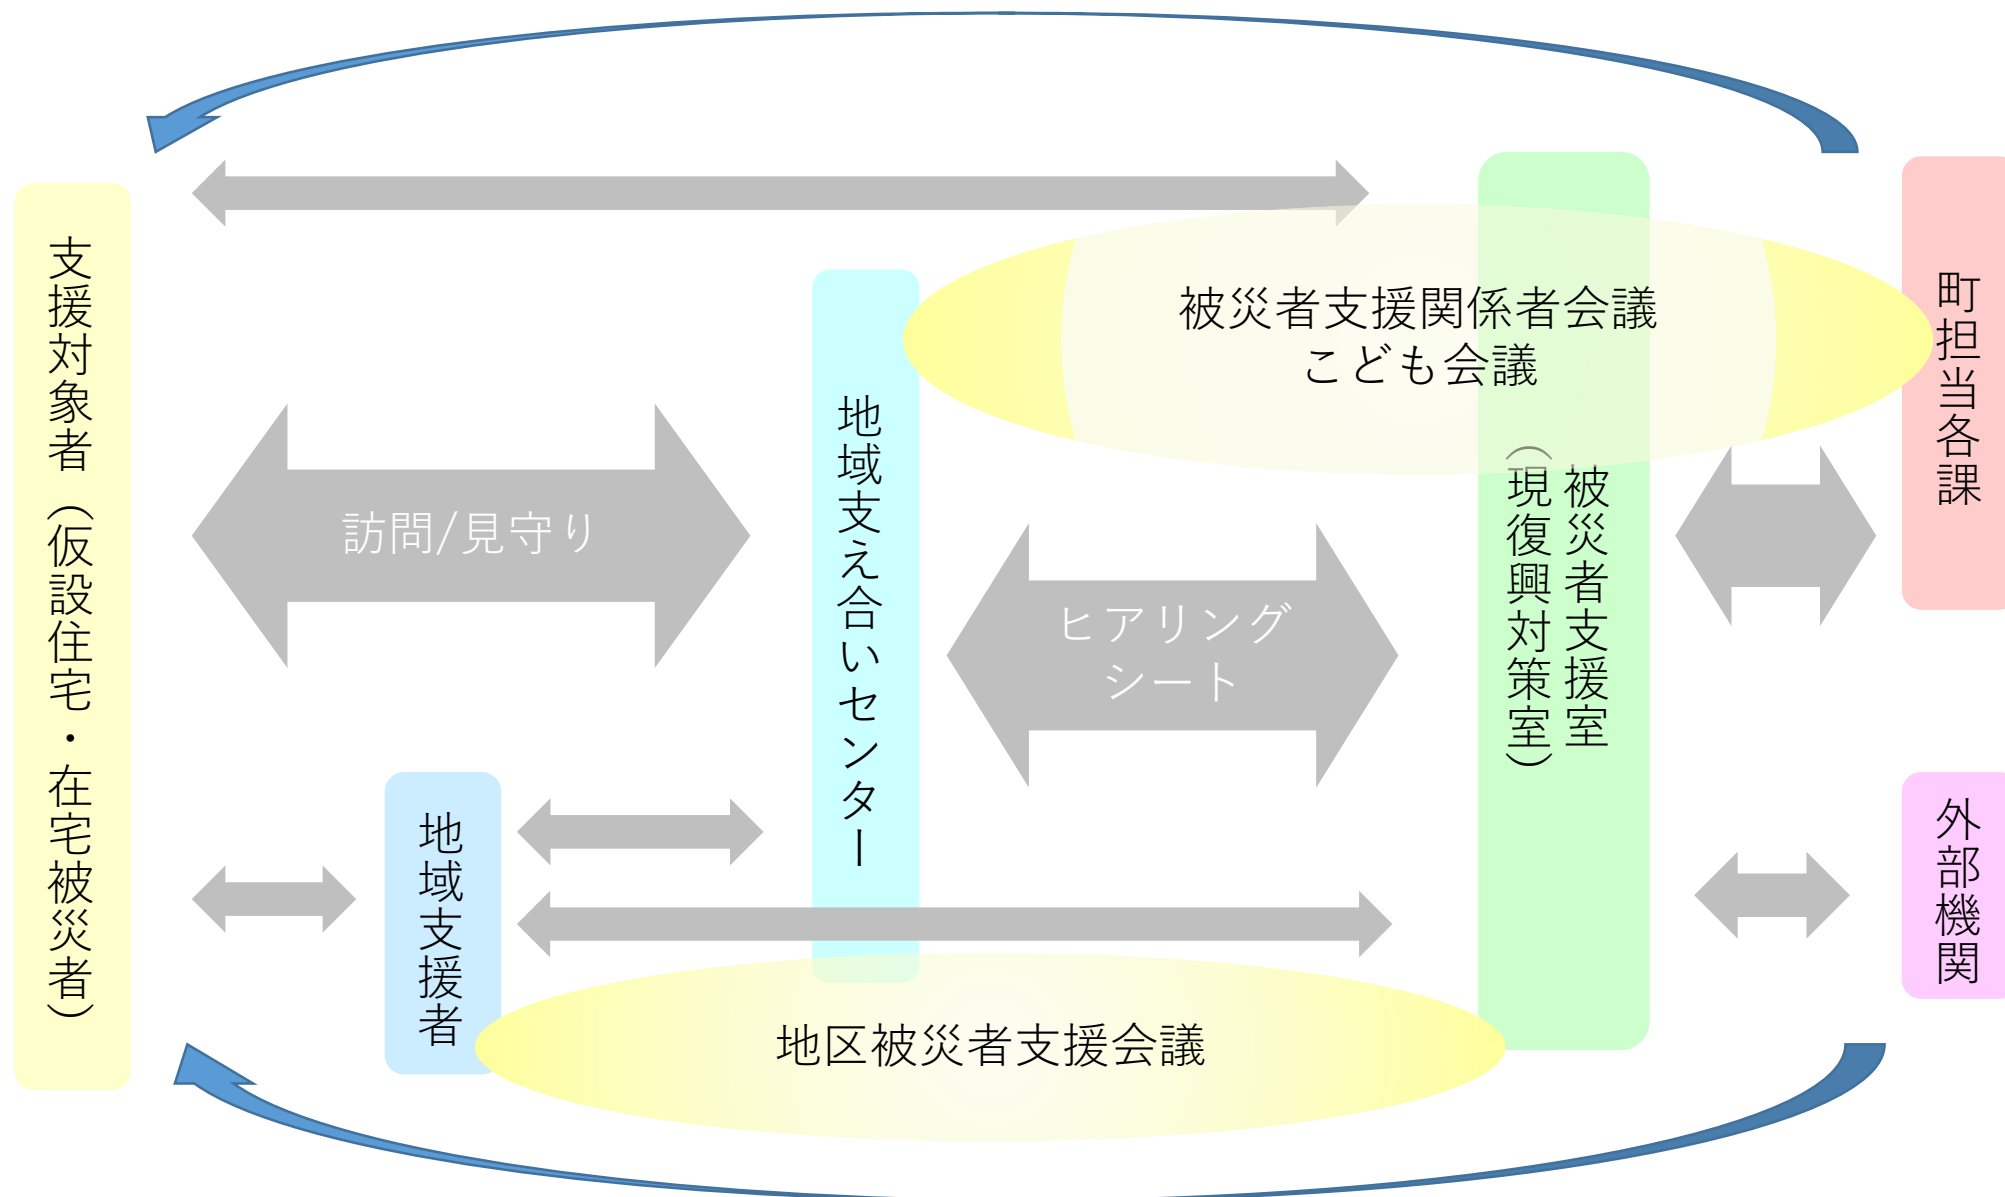 支援対象者（仮設住宅・在宅被災者）
訪問/見守り
地域支援者
地域支え合いセンター
被災者支援関係者会議
こども会議
ヒアリング
シート
地区被災者支援会議
被災者支援室
（現復興対策室）
町担当各課
外部機関